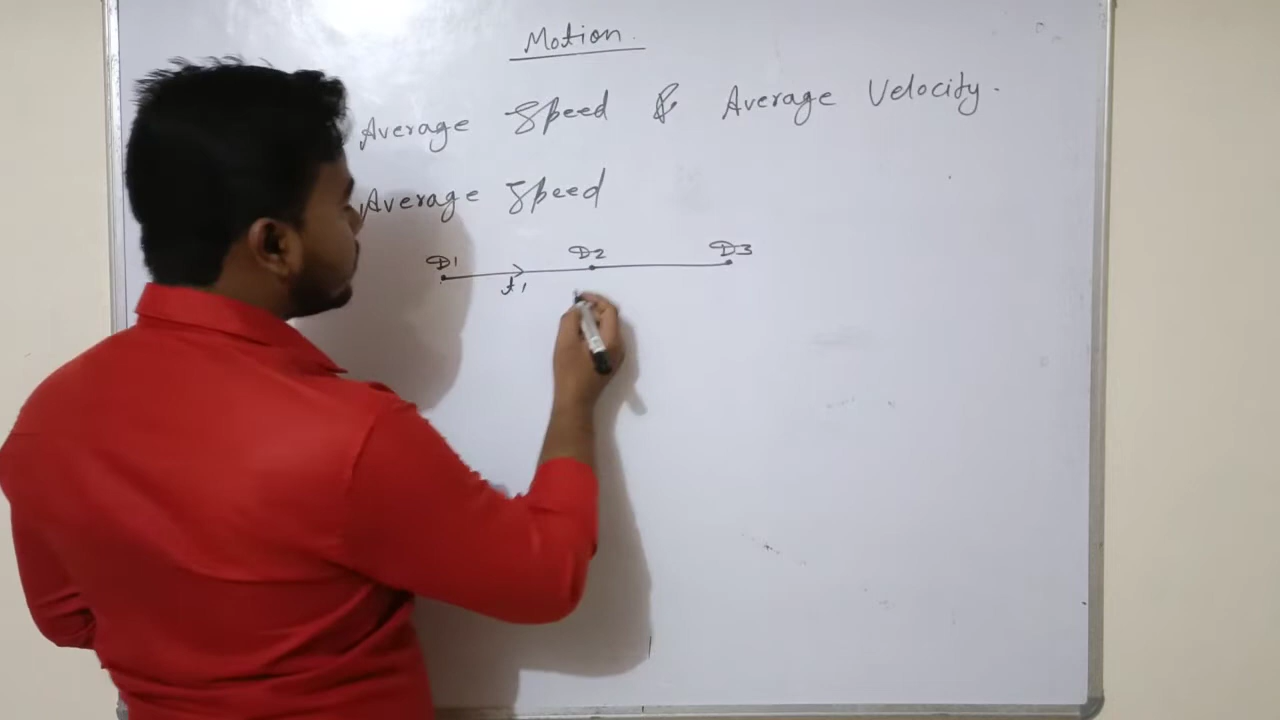 Motion.
Average Speed & Average Velocity.
Average Speed
D1 D2 D3
t1